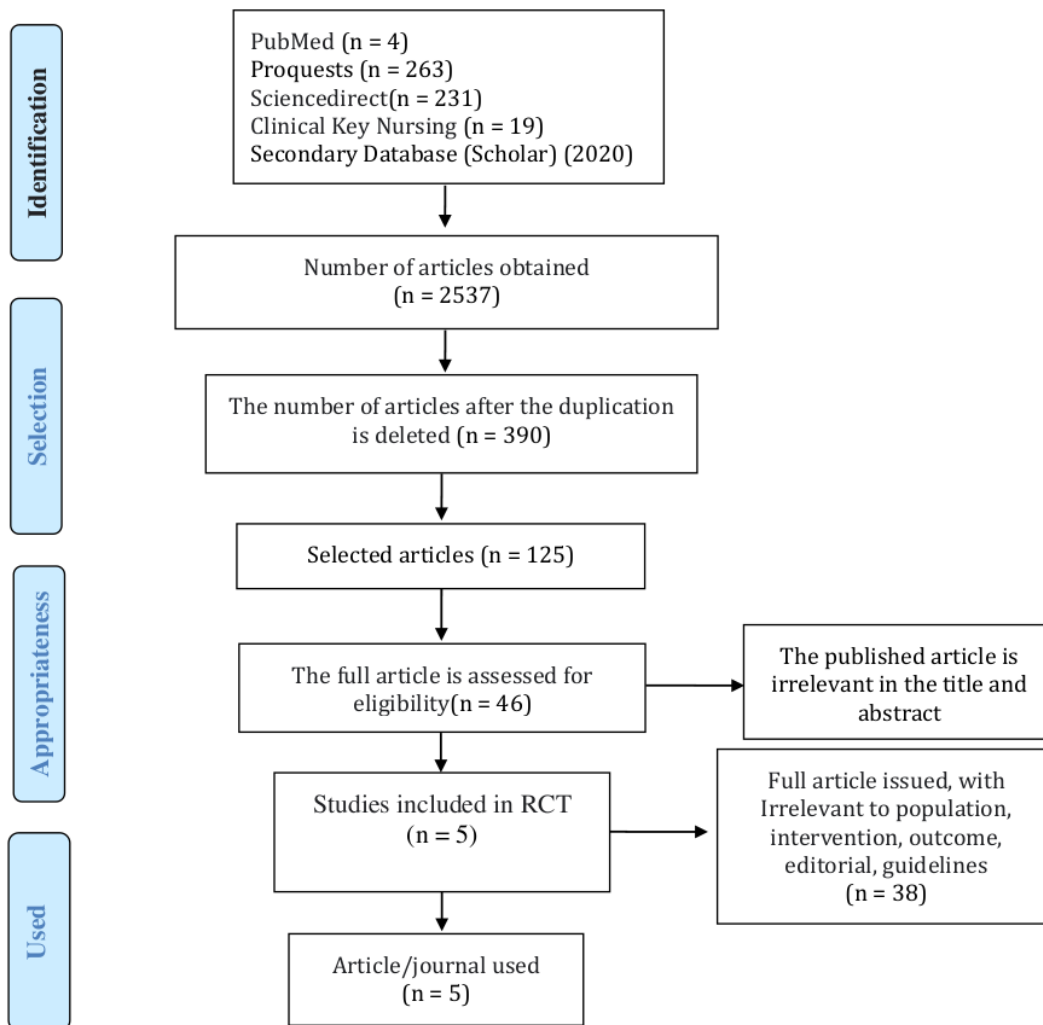 Identification
PubMed (n = 4)
Proquests (n = 263)
Sciencedirect(n = 231)
Clinical Key Nursing (n = 19)
Secondary Database (Scholar) (2020)
Number of articles obtained
(n = 2537)
Selection
The number of articles after the duplication
is deleted (n = 390)
Selected articles (n = 125)
Appropriateness
The full article is assessed for
eligibility(n = 46)
The published article is
irrelevant in the title and
abstract
Studies included in RCT
(n = 5)
Full article issued, with
Irrelevant to population,
intervention, outcome,
editorial, guidelines
(n = 38)
Used
Article/journal used
(n = 5)